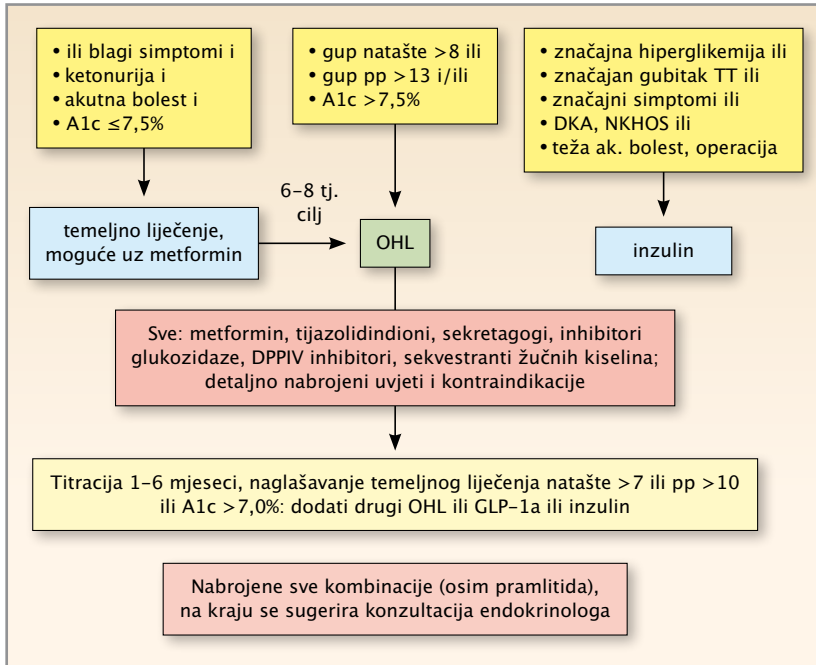 • ili blagi simptomi i
• ketonurija i
• akutna bolest i
• A1c ≤7,5%
• gup natašte >8 ili
• gup pp >13 i/ili
• A1c >7,5%
• značajna hiperglikemija ili
• značajan gubitak TT ili
• značajni simptomi ili
• DKA, NKHOS ili
• teža ak. bolest, operacija
6–8 tj.
cilj
temeljno liječenje,
moguće uz metformin
OHL
inzulin
Sve: metformin, tijazolidindioni, sekretagogi, inhibitori
glukozidaze, DPPIV inhibitori, sekvestranti žučnih kiselina;
detaljno nabrojeni uvjeti i kontraindikacije
Titracija 1–6 mjeseci, naglašavanje temeljnog liječenja natašte >7 ili pp >10
ili A1c >7,0%: dodati drugi OHL ili GLP-1a ili inzulin
Nabrojene sve kombinacije (osim pramlitida),
na kraju se sugerira konzultacija endokrinologa